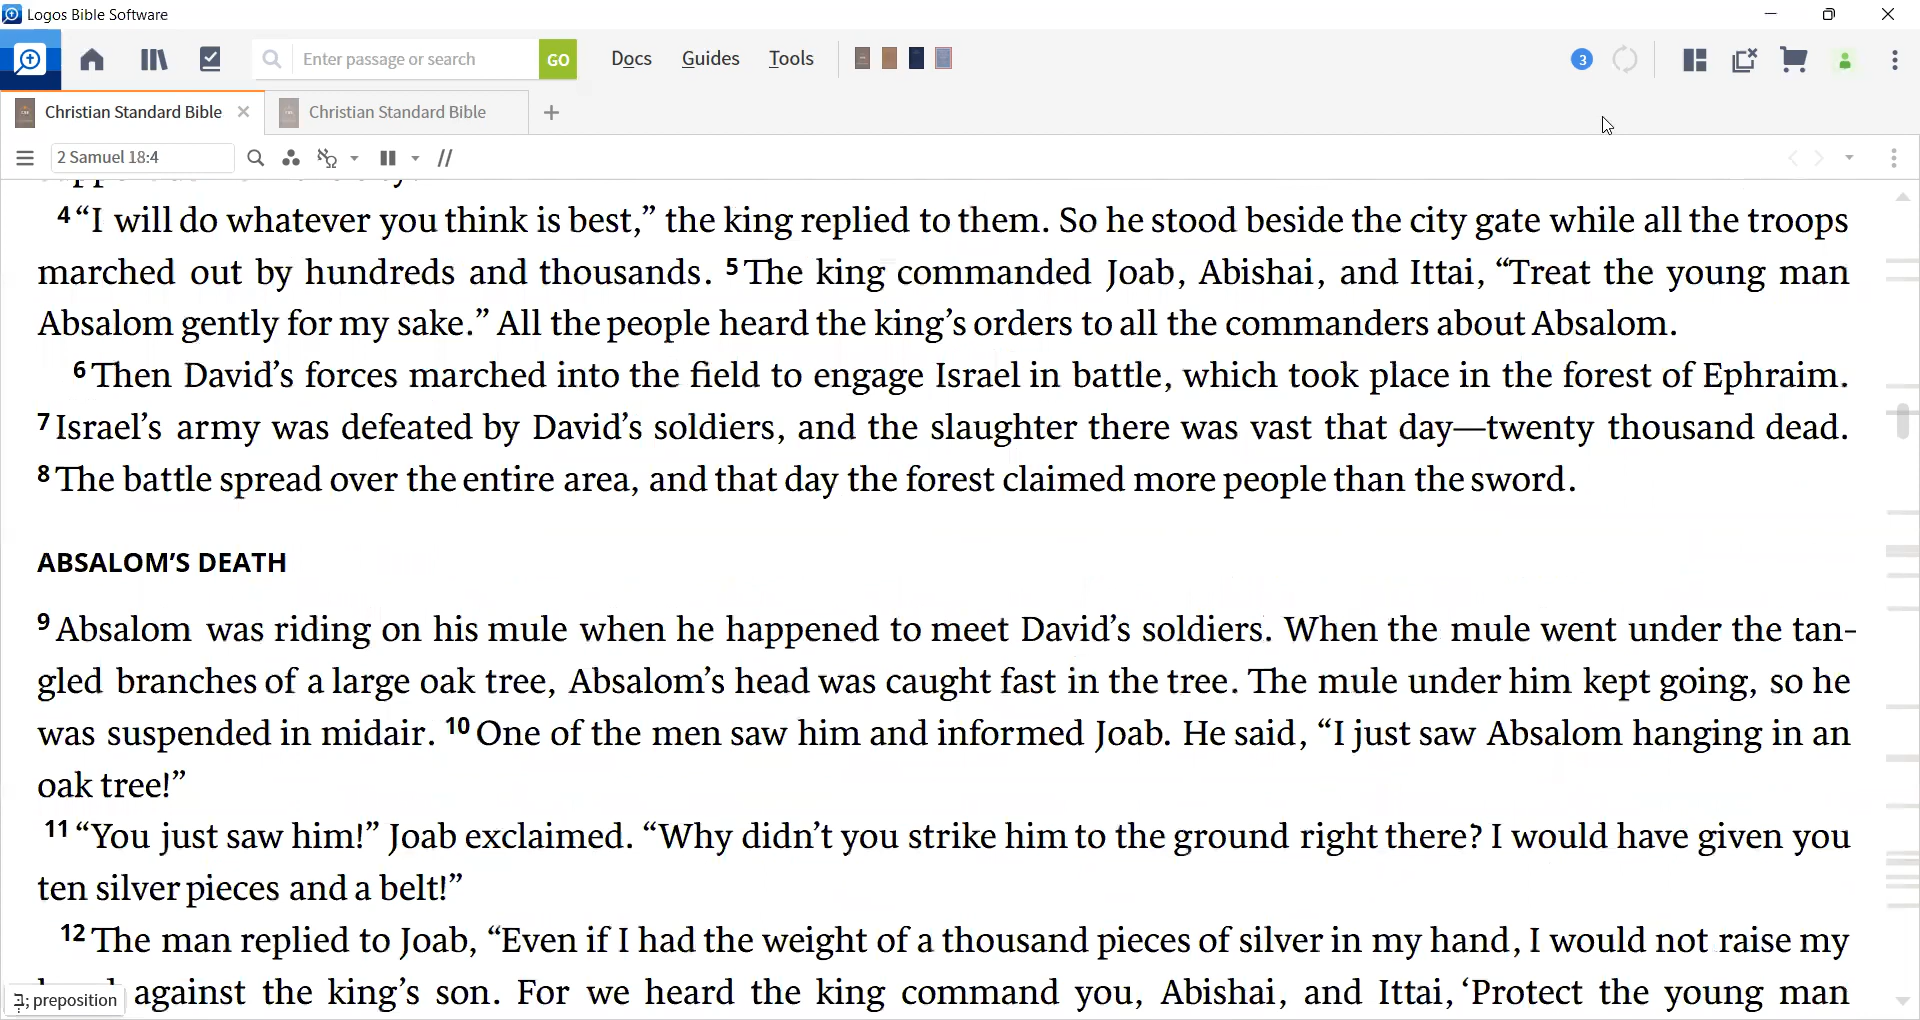 Logos Bible Software
Enter passage or search
GO
Docs
Guides
Tools
3
Christian Standard Bible
Christian Standard Bible
2 Samuel 18:4
4 “I will do whatever you think is best,” the king replied to them. So he stood beside the city gate while all the troops
marched out by hundreds and thousands. 5 The king commanded Joab, Abishai, and Ittai, “Treat the young man
Absalom gently for my sake.” All the people heard the king’s orders to all the commanders about Absalom.
6 Then David’s forces marched into the field to engage Israel in battle, which took place in the forest of Ephraim.
7 Israel’s army was defeated by David’s soldiers, and the slaughter there was vast that day—twenty thousand dead.
8 The battle spread over the entire area, and that day the forest claimed more people than the sword.
ABSALOM’S DEATH
9 Absalom was riding on his mule when he happened to meet David’s soldiers. When the mule went under the tan-
gled branches of a large oak tree, Absalom’s head was caught fast in the tree. The mule under him kept going, so he
was suspended in midair. 10 One of the men saw him and informed Joab. He said, “I just saw Absalom hanging in an
oak tree!”
11 “You just saw him!” Joab exclaimed. “Why didn’t you strike him to the ground right there? I would have given you
ten silver pieces and a belt!”
12 The man replied to Joab, “Even if I had the weight of a thousand pieces of silver in my hand, I would not raise my
against the king’s son. For we heard the king command you, Abishai, and Ittai, ‘Protect the young man
; preposition